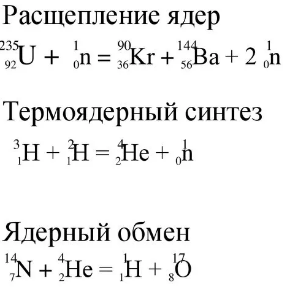 Расщепление ядер
²³⁵₉₂U + ¹₀n = ⁹⁰₃₆Kr + ¹⁴⁴₅₆Ba + 2 ¹₀n
Термоядерный синтез
³₁H + ²₁H = ⁴₂He + ¹₀n
Ядерный обмен
¹⁴₇N + ⁴₂He = ¹₁H + ¹⁷₈O